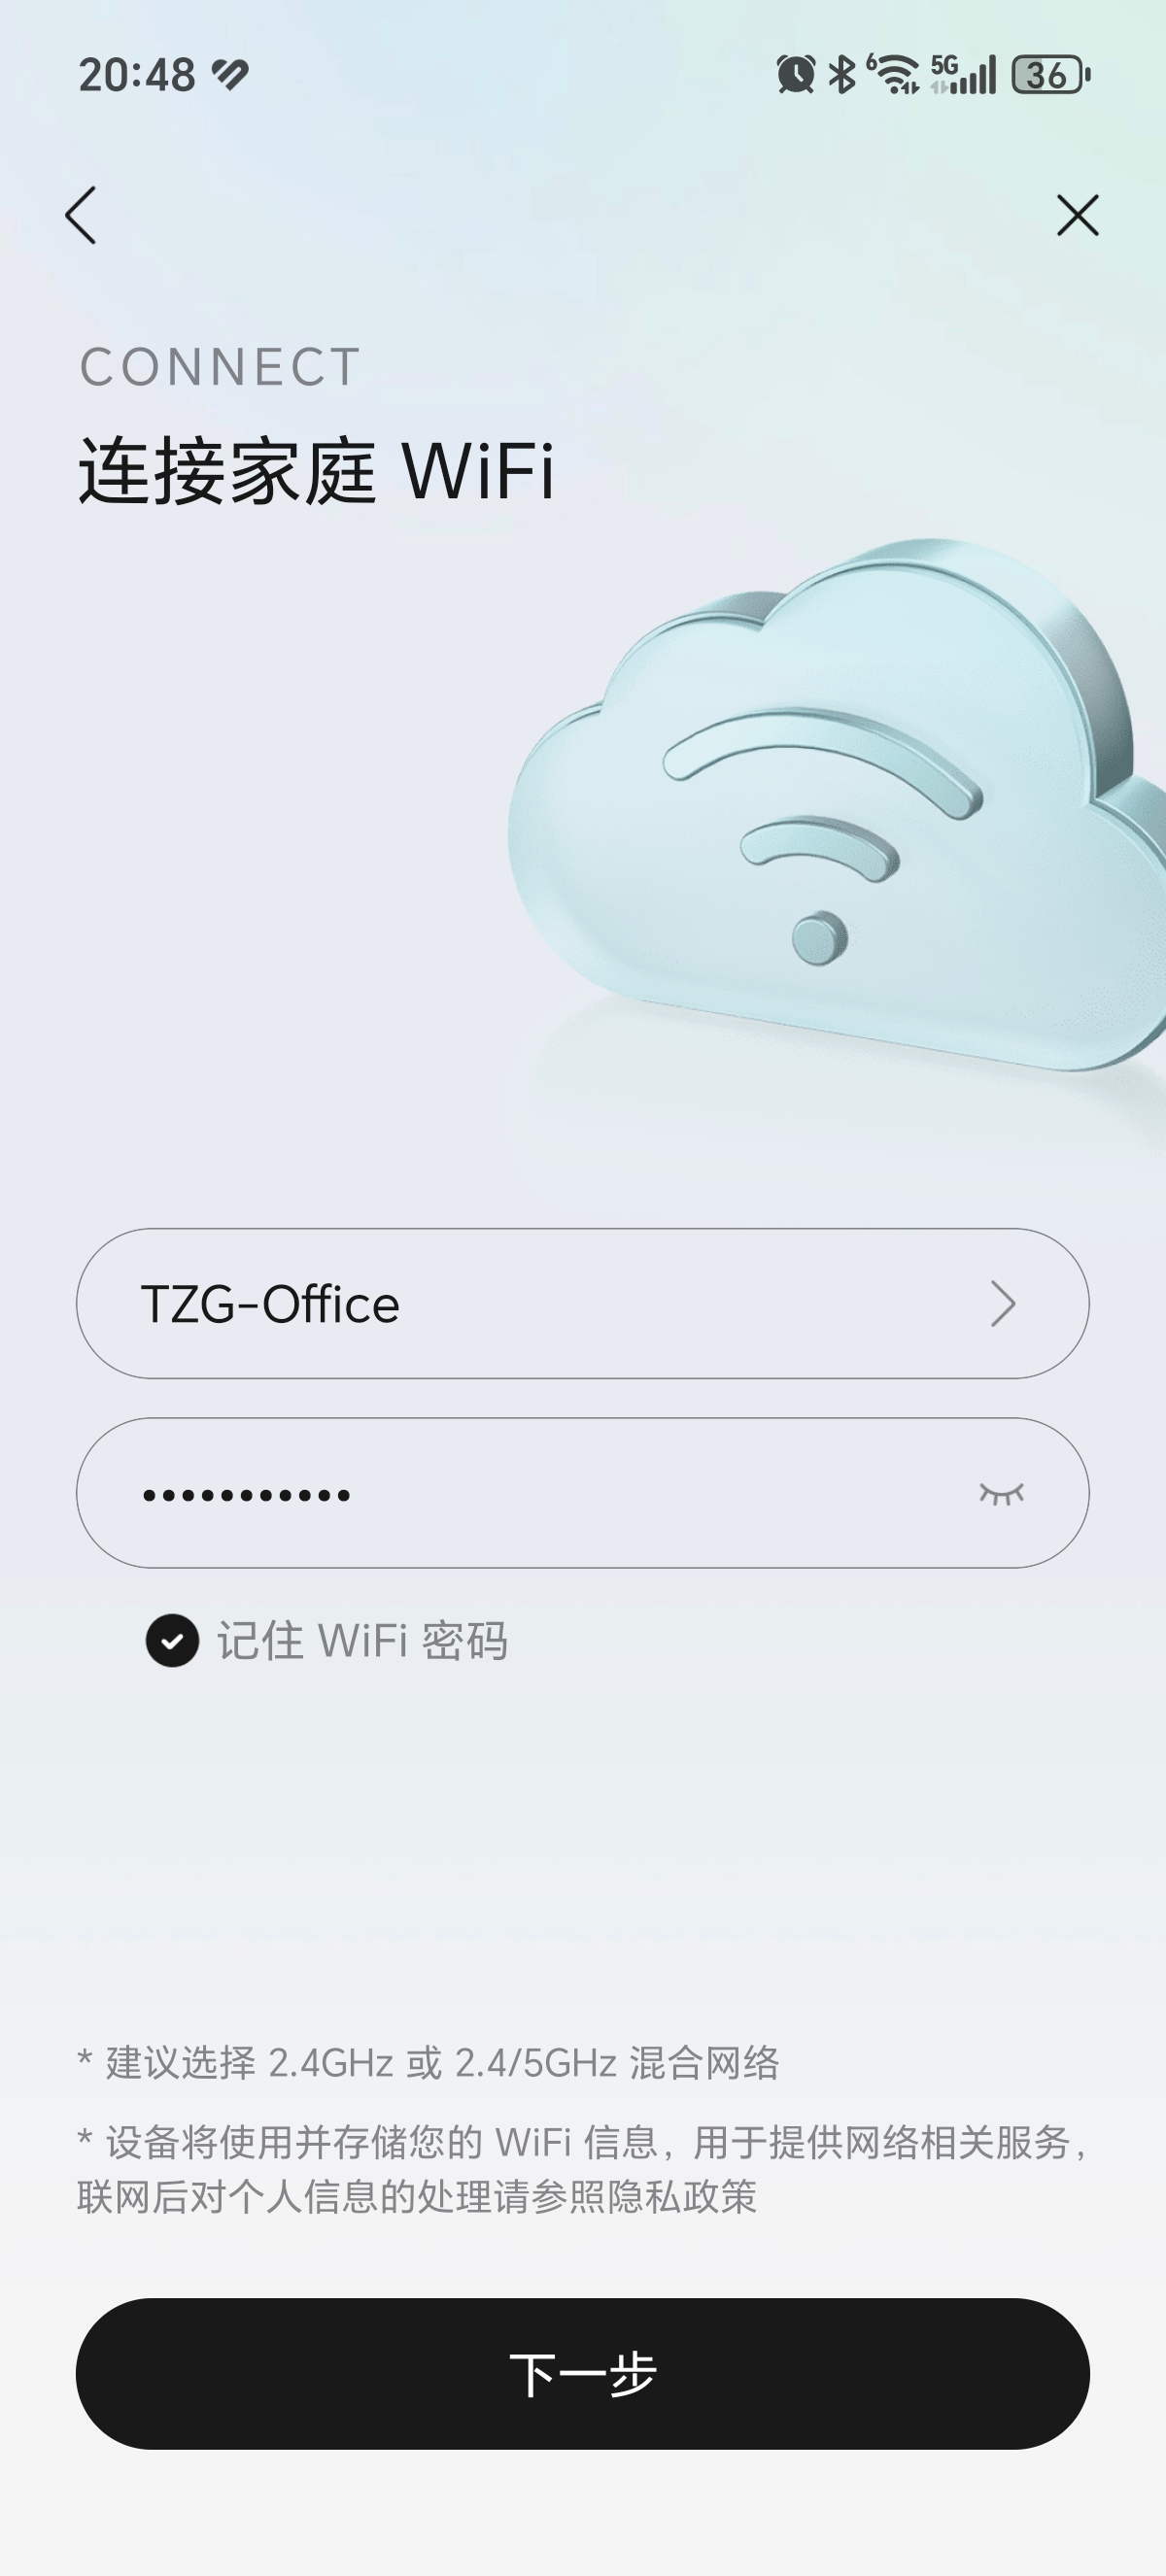 20:48
6
5G
36
CONNECT
连接家庭 WiFi
TZG-Office
•••••••••••
记住 WiFi 密码
* 建议选择 2.4GHz 或 2.4/5GHz 混合网络
* 设备将使用并存储您的 WiFi 信息，用于提供网络相关服务，
联网后对个人信息的处理请参照隐私政策
下一步